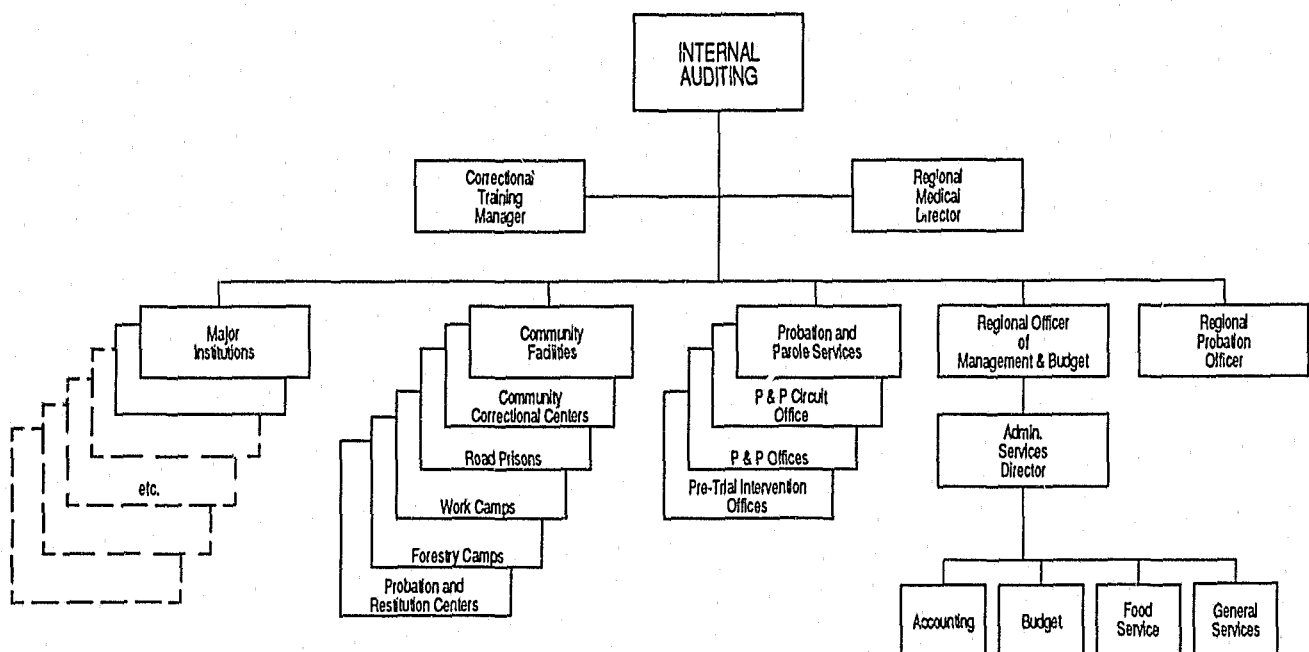 INTERNAL
AUDITING
Correctional
Training
Manager
Regional
Medical
Director
Major
Institutions
etc.
Community
Facilities
Community
Correctional Centers
Road Prisons
Work Camps
Forestry Camps
Probation and
Restitution Centers
Probation and
Parole Services
P & P Circuit
Office
P & P Offices
Pre-Trial Intervention
Offices
Regional Officer
of
Management & Budget
Admin.
Services
Director
Accounting
Budget
Food
Service
General
Services
Regional
Probation
Officer